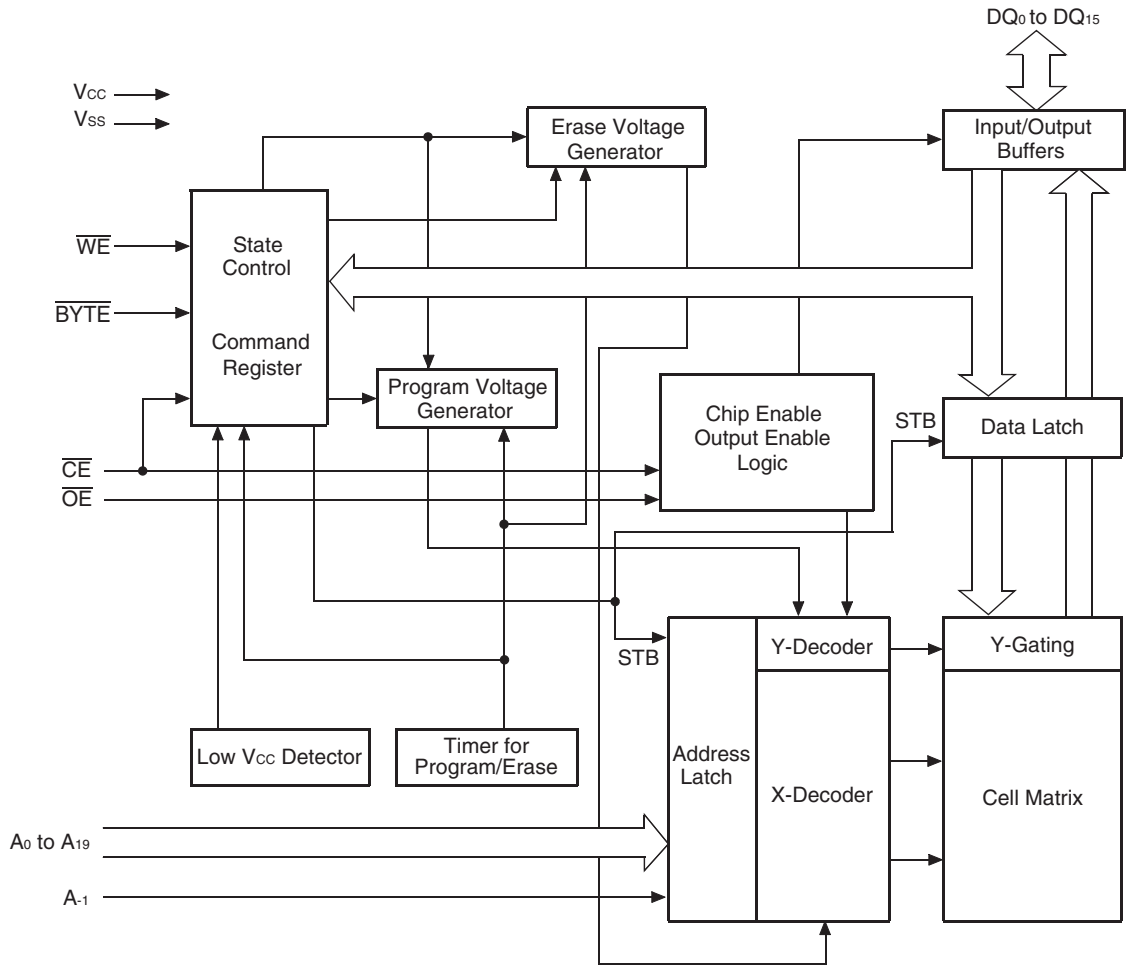 DQ0 to DQ15
VCC
VSS
Erase Voltage
Generator
Input/Output
Buffers
WE
State
Control
BYTE
Command
Register
Program Voltage
Generator
Chip Enable
Output Enable
Logic
STB
Data Latch
CE
OE
STB
Y-Decoder
Y-Gating
Low VCC Detector
Timer for
Program/Erase
Address
Latch
X-Decoder
Cell Matrix
A0 to A19
A-1